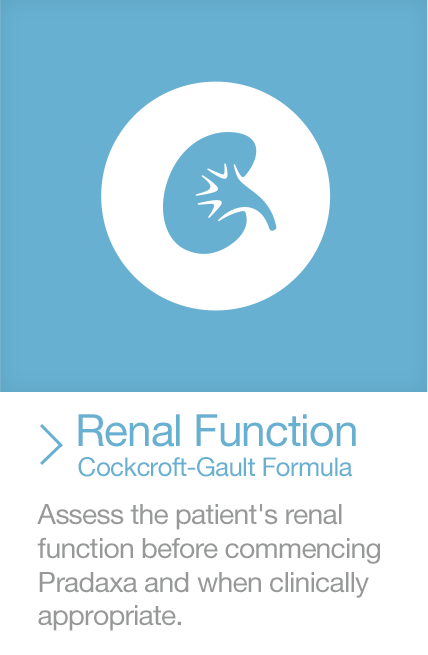 Renal Function
Cockcroft-Gault Formula
Assess the patient's renal
function before commencing
Pradaxa and when clinically
appropriate.